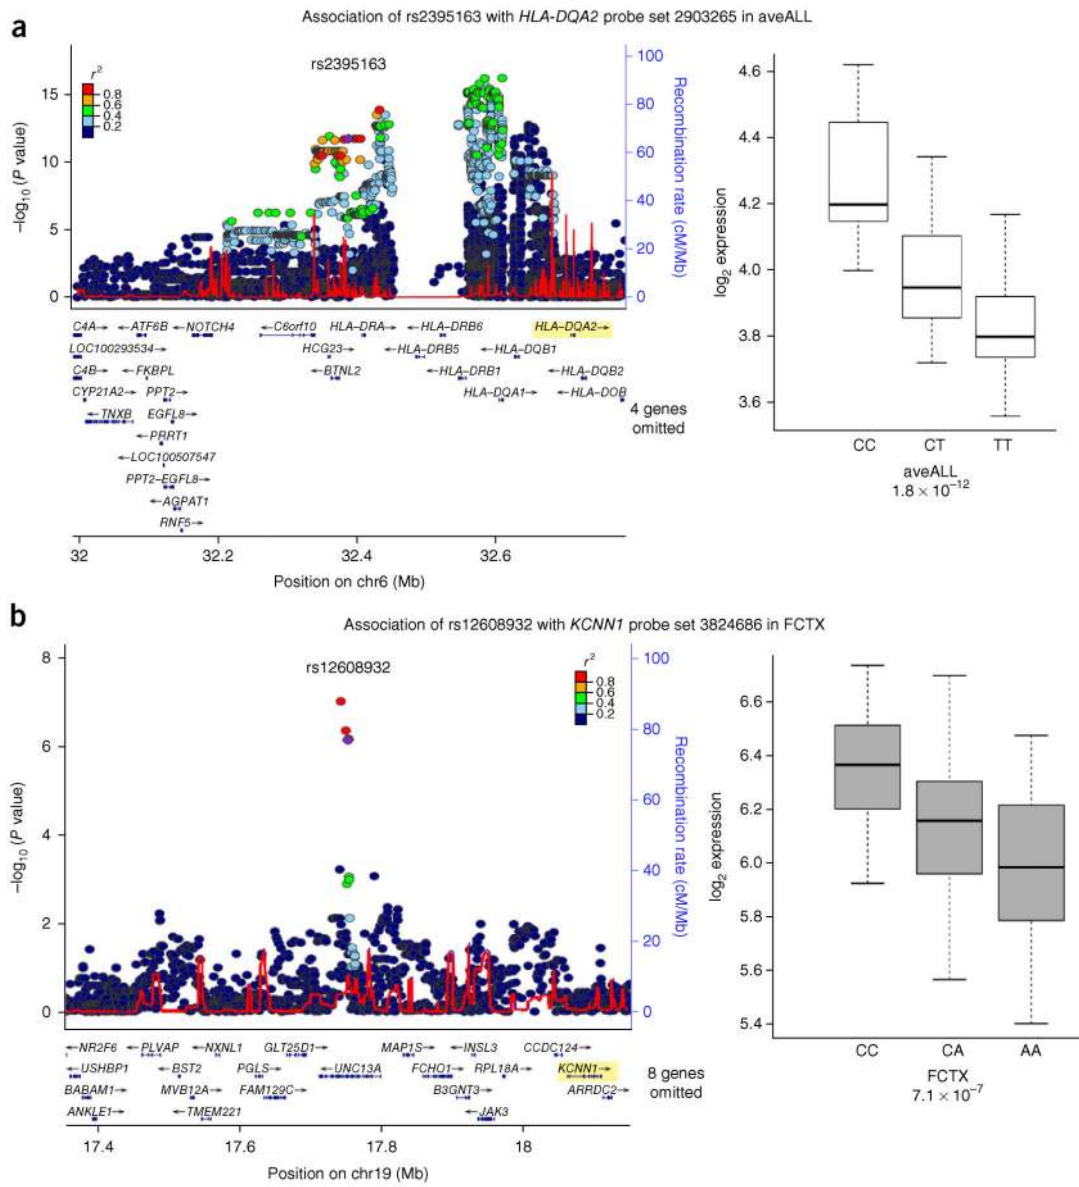 a
Association of rs2395163 with HLA-DQA2 probe set 2903265 in aveALL
rs2395163
r²
0.8
0.6
0.4
0.2
−log₁₀ (P value)
15
10
5
0
100
80
60
40
20
0
Recombination rate (cM/Mb)
C4A→ ←ATF6B ←NOTCH4 ←C6orf10 HLA–DRA→ ←HLA–DRB6 HLA–DQA2→
LOC100293534→ HCG23→ ←HLA–DRB5 ←HLA–DQB1
C4B→ ←FKBPL ←BTNL2 ←HLA–DRB1 ←HLA–DQB2
CYP21A2→ PPT2→ HLA–DQA1→ ←HLA–DOB
←TNXB EGFL8→
←PRRT1
←LOC100507547
PPT2–EGFL8→
←AGPAT1
RNF5→
4 genes
omitted
32 32.2 32.4 32.6
Position on chr6 (Mb)
log₂ expression
4.6
4.4
4.2
4.0
3.8
3.6
CC CT TT
aveALL
1.8 × 10⁻¹²
b
Association of rs12608932 with KCNN1 probe set 3824686 in FCTX
rs12608932
r²
0.8
0.6
0.4
0.2
−log₁₀ (P value)
8
6
4
2
0
100
80
60
40
20
0
Recombination rate (cM/Mb)
←NR2F6 ←PLVAP ←NXNL1 GLT25D1→ MAP1S→ ←INSL3 CCDC124→
←USHBP1 ←BST2 PGLS→ ←UNC13A FCHO1→ RPL18A→ KCNN1→
BABAM1→ MVB12A→ FAM129C→ B3GNT3→ ARRDC2→
ANKLE1→ ←TMEM221 ←JAK3
8 genes
omitted
17.4 17.6 17.8 18
Position on chr19 (Mb)
log₂ expression
6.6
6.4
6.2
6.0
5.8
5.6
5.4
CC CA AA
FCTX
7.1 × 10⁻⁷